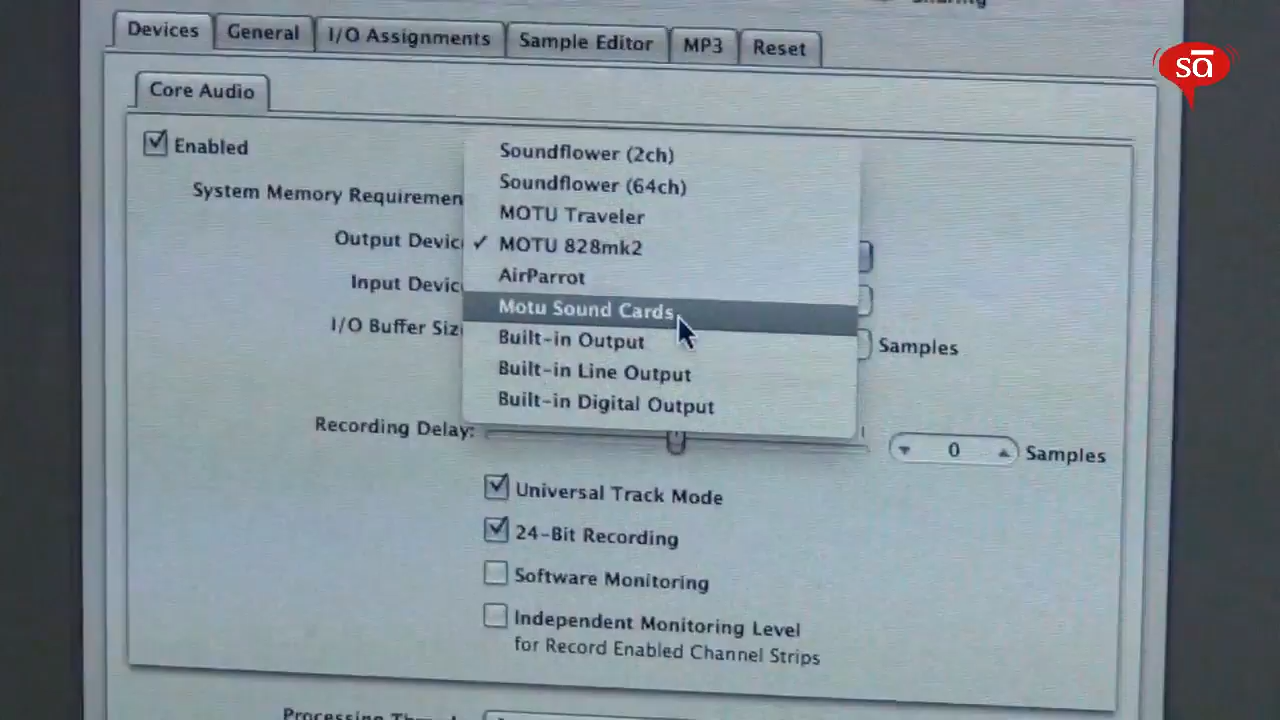 Devices General I/O Assignments Sample Editor MP3 Reset
sā
Core Audio
Enabled
Soundflower (2ch)
System Memory Requiremen
Soundflower (64ch)
MOTU Traveler
Output Devic ✓ MOTU 828mk2
AirParrot
Input Devic
Motu Sound Cards
I/O Buffer Siz
Built-in Output
Samples
Built-in Line Output
Built-in Digital Output
Recording Delay: 0 Samples
Universal Track Mode
24-Bit Recording
Software Monitoring
Independent Monitoring Level
for Record Enabled Channel Strips